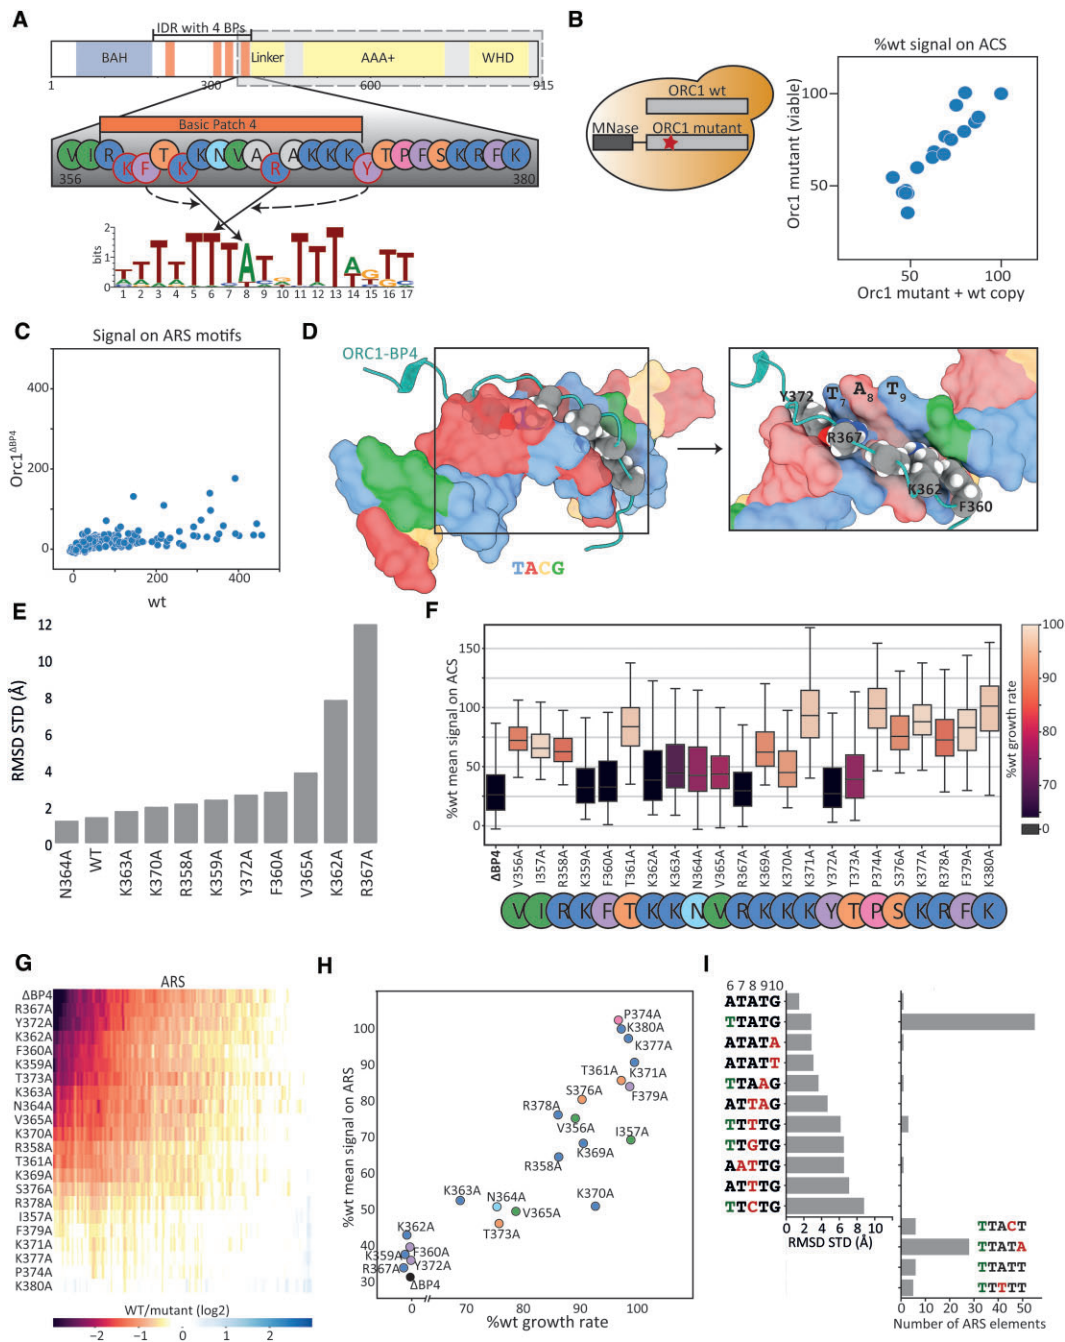 A
IDR with 4 BPs
BAH
Linker
AAA+
WHD
1
300
600
915
Basic Patch 4
V I R K F T K N V A R A K K K Y T P F S K R F K
356
380
2
1
0
bits
1 2 3 4 5 6 7 8 9 10 11 12 13 14 15 16 17
B
ORC1 wt
MNase
ORC1 mutant
%wt signal on ACS
Orc1 mutant (viable)
100
50
50
100
Orc1 mutant + wt copy
C
Signal on ARS motifs
Orc1ΔBP4
400
200
0
0
200
400
wt
D
ORC1-BP4
TACG
Y372
T7
A8
T9
R367
K362
F360
E
RMSD STD (Å)
12
10
8
6
4
2
0
N364A
WT
K363A
K370A
R358A
K359A
Y372A
F360A
V365A
K362A
R367A
F
%wt mean signal on ACS
150
100
50
0
ΔBP4
V356A
I357A
R358A
K359A
F360A
T361A
K362A
K363A
N364A
V365A
R367A
K369A
K370A
K371A
Y372A
T373A
P374A
S376A
K377A
R378A
F379A
K380A
V I R K F T K K N V R K K K Y T P S K R F K
100
90
80
70
0
%wt growth rate
G
ARS
ΔBP4
R367A
Y372A
K362A
F360A
K359A
T373A
K363A
N364A
V365A
K370A
R358A
T361A
K369A
S376A
R378A
I357A
F379A
K371A
K377A
P374A
K380A
WT/mutant (log2)
−2
−1
0
1
2
H
%wt mean signal on ARS
100
90
80
70
60
50
40
30
P374A
K380A
K377A
T361A
K371A
S376A
F379A
R378A
V356A
I357A
K369A
R358A
K363A
N364A
K370A
V365A
T373A
K362A
K359A
F360A
Y372A
R367A
ΔBP4
0
70
80
90
100
%wt growth rate
I
6 7 8 9 10
ATATG
TTATG
ATATA
ATATT
TTAAG
ATTAG
TTTTG
TTGTG
AATTG
ATTTG
TTCTG
0 2 4 6 8 10
RMSD STD (Å)
TTACT
TTATA
TTATT
TTTTT
0 10 20 30 40 50
Number of ARS elements